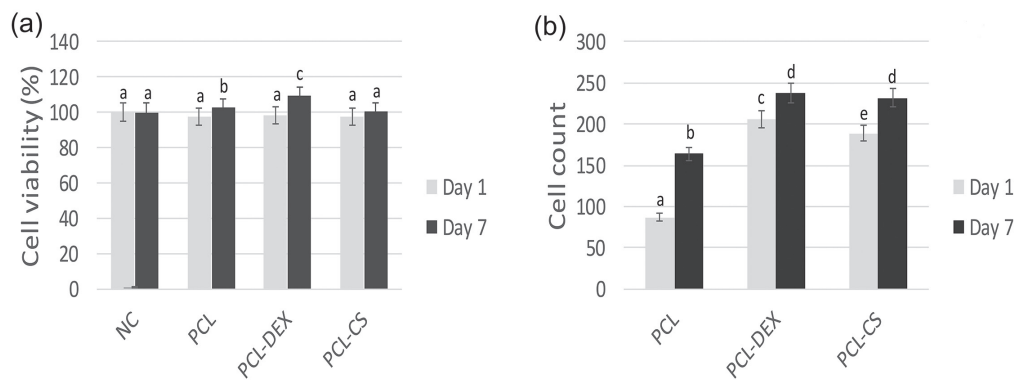 (a)
Cell viability (%)
140
120
100
80
60
40
20
0
a a a b a c a a
NC PCL PCL-DEX PCL-CS
Day 1
Day 7
(b)
Cell count
300
250
200
150
100
50
0
a b c d e d
PCL PCL-DEX PCL-CS
Day 1
Day 7